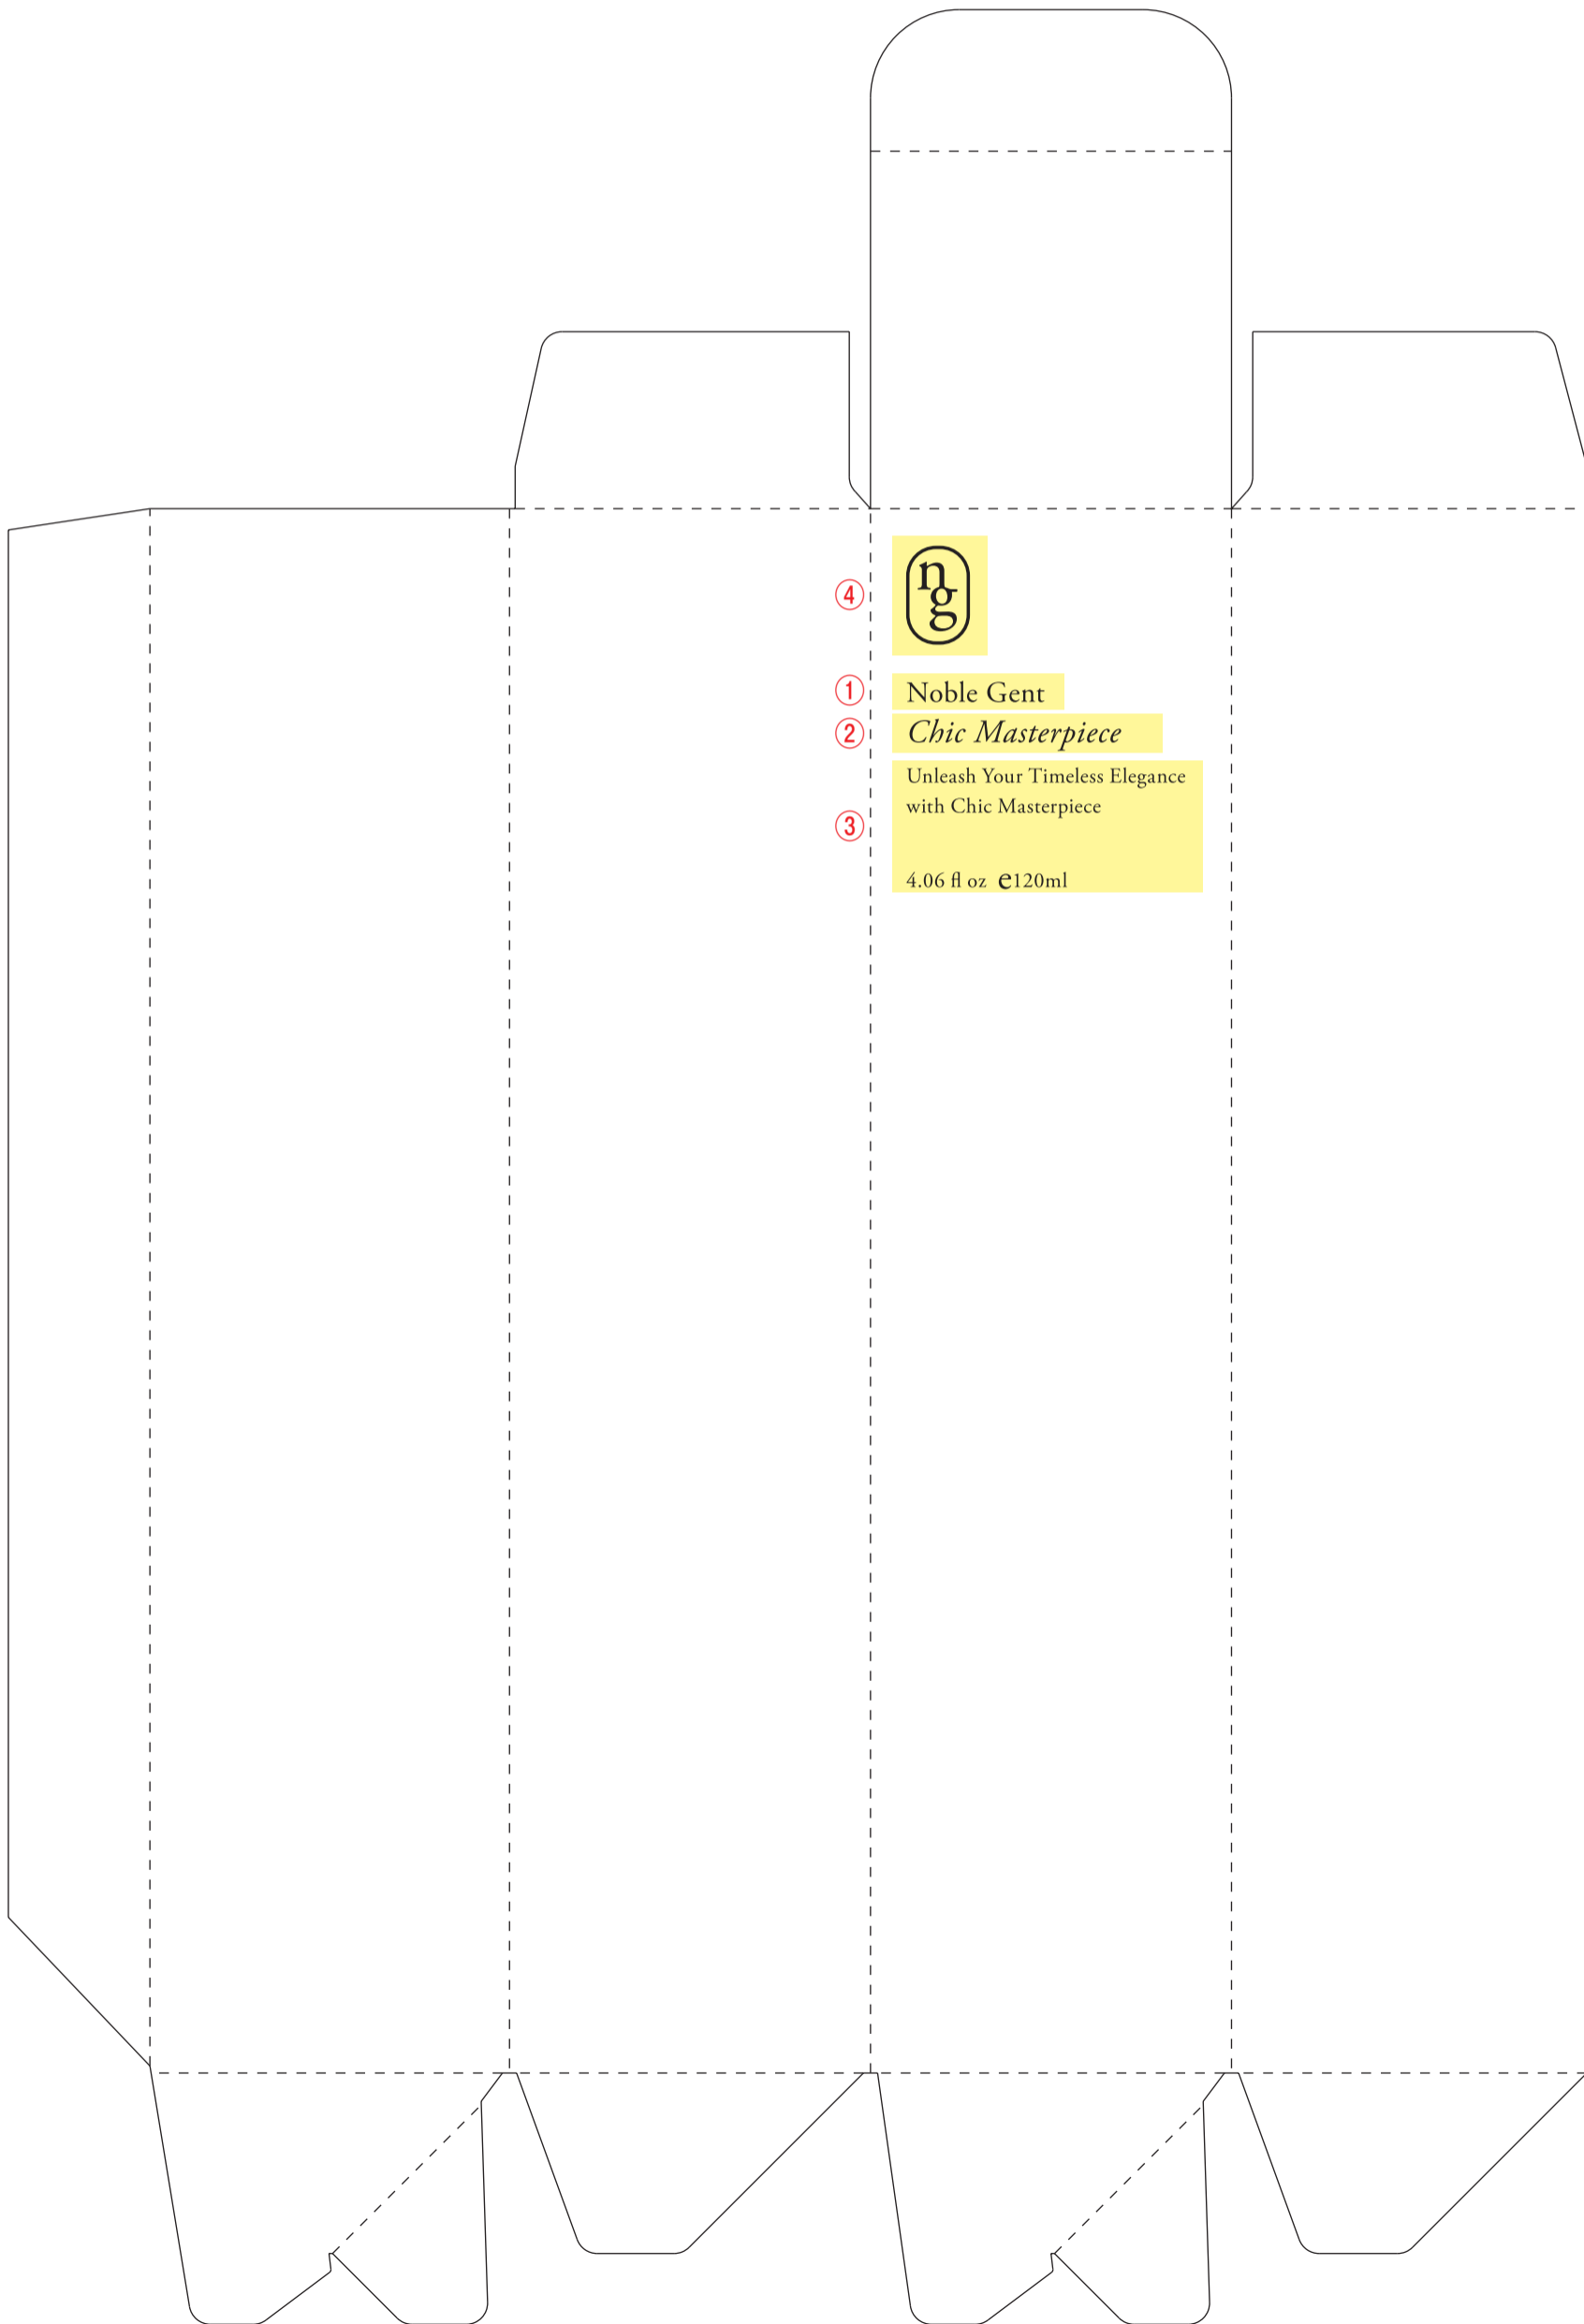 ④
ng
① Noble Gent
② Chic Masterpiece
Unleash Your Timeless Elegance
with Chic Masterpiece
③
4.06 fl oz ℮120ml